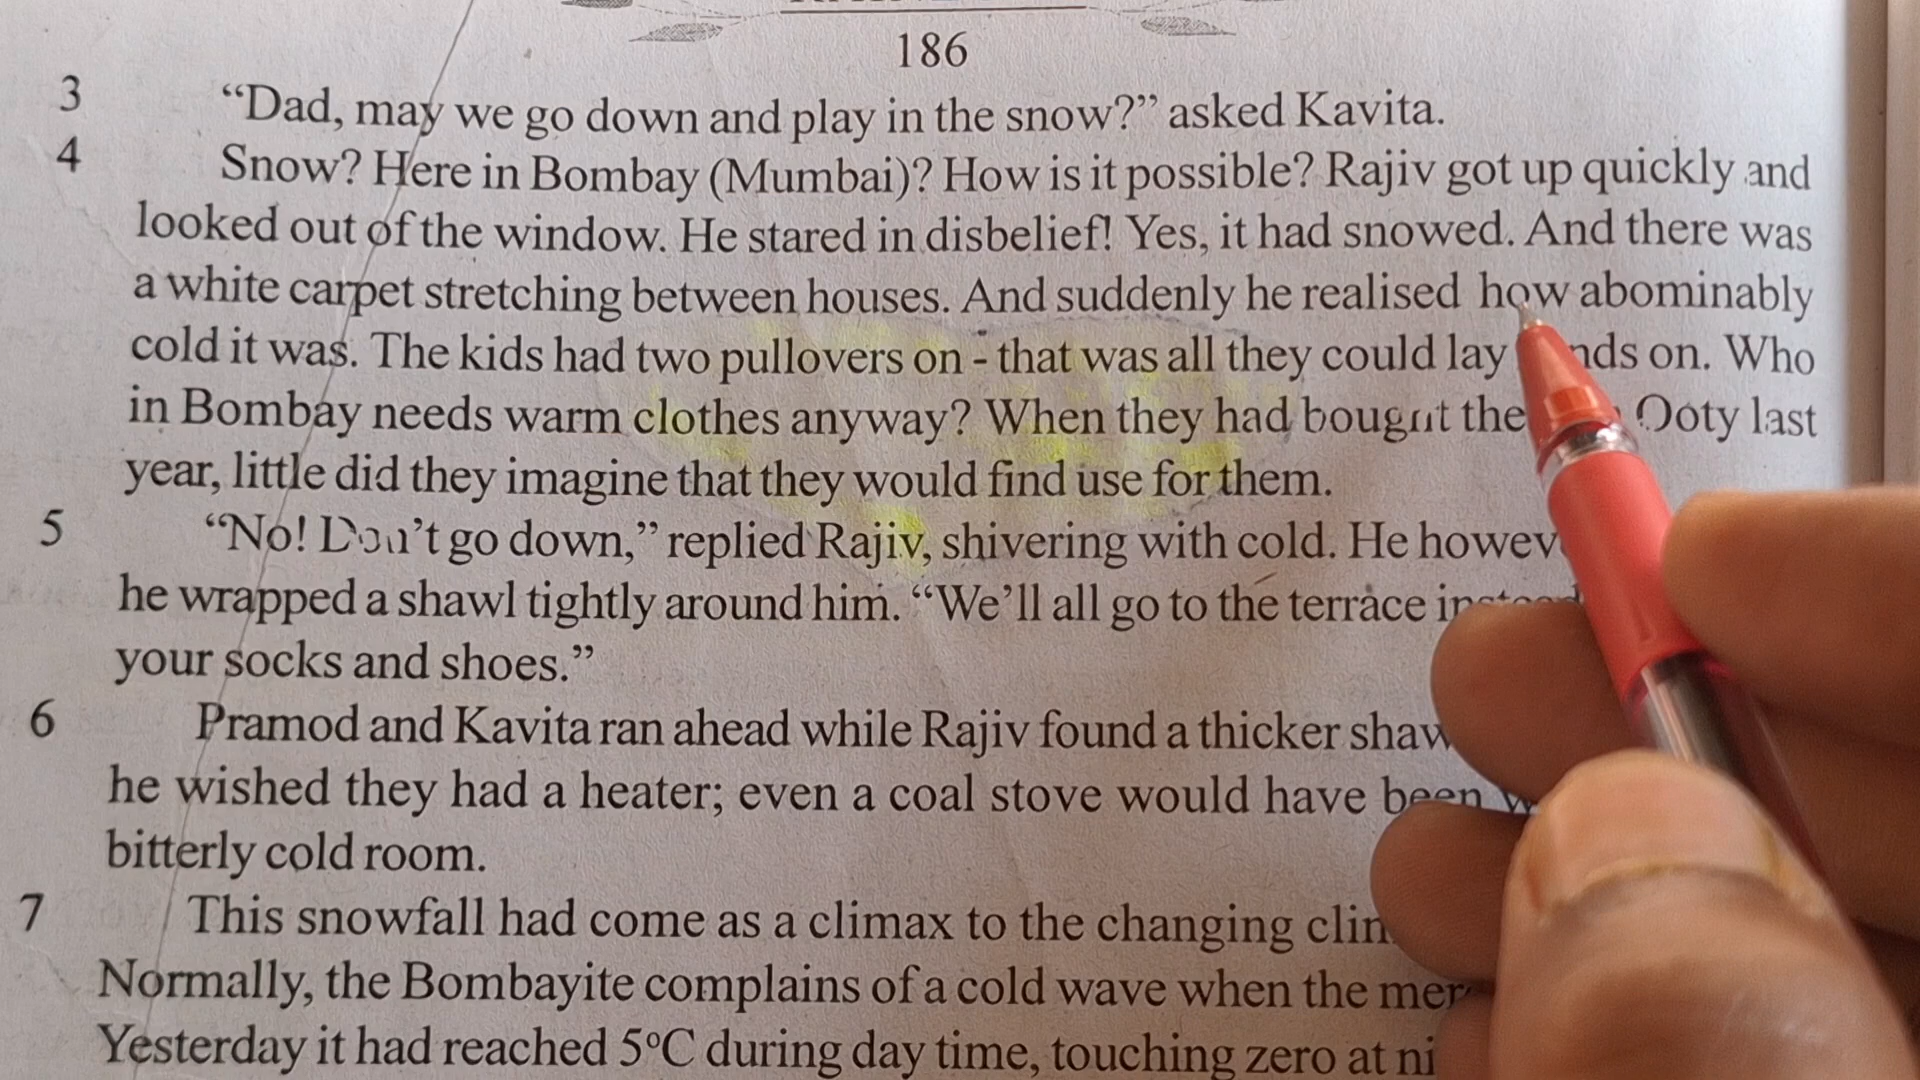 186
3 “Dad, may we go down and play in the snow?” asked Kavita.
4 Snow? Here in Bombay (Mumbai)? How is it possible? Rajiv got up quickly and
looked out of the window. He stared in disbelief! Yes, it had snowed. And there was
a white carpet stretching between houses. And suddenly he realised how abominably
cold it was. The kids had two pullovers on - that was all they could lay on. Who
in Bombay needs warm clothes anyway? When they had bought Ooty last
year, little did they imagine that they would find use for them.
5 “No! Don’t go down,” replied Rajiv, shivering with cold. He
he wrapped a shawl tightly around him. “We’ll all go to the terrace
your socks and shoes.”
6 Pramod and Kavita ran ahead while Rajiv found a thicker
he wished they had a heater; even a coal stove would have been
bitterly cold room.
7 This snowfall had come as a climax to the changing
Normally, the Bombayite complains of a cold wave when the
Yesterday it had reached 5°C during day time, touching zero at